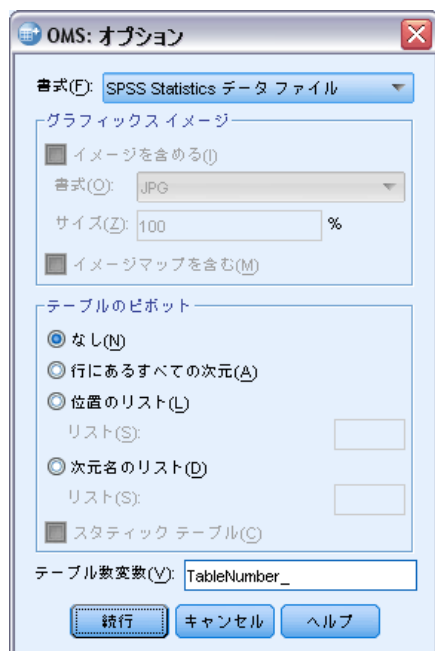 OMS: オプション
書式(F): SPSS Statistics データ ファイル
グラフィックス イメージ
イメージを含める(I)
書式(O): JPG
サイズ(Z): 100 %
イメージマップを含む(M)
テーブルのピボット
なし(N)
行にあるすべての次元(A)
位置のリスト(L)
リスト(S):
次元名のリスト(D)
リスト(S):
スタティック テーブル(C)
テーブル数変数(V): TableNumber_
続行 キャンセル ヘルプ